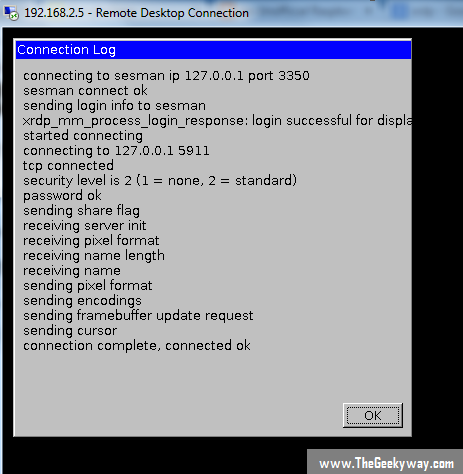 192.168.2.5 - Remote Desktop Connection
Connection Log
connecting to sesman ip 127.0.0.1 port 3350
sesman connect ok
sending login info to sesman
xrdp_mm_process_login_response: login successful for displa
started connecting
connecting to 127.0.0.1 5911
tcp connected
security level is 2 (1 = none, 2 = standard)
password ok
sending share flag
receiving server init
receiving pixel format
receiving name length
receiving name
sending pixel format
sending encodings
sending framebuffer update request
sending cursor
connection complete, connected ok
OK
www.TheGeekyway.com